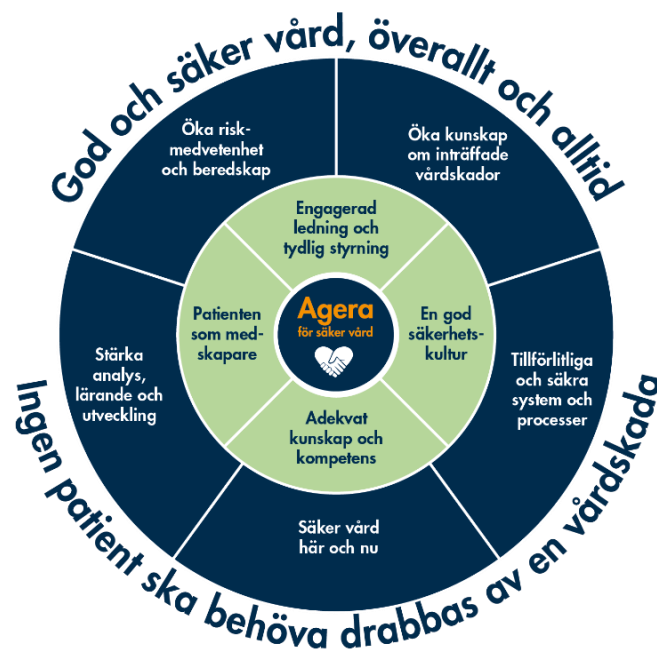 God och säker vård, överallt och alltid
Öka risk-
medvetenhet
och beredskap
Öka kunskap
om inträffade
vårdskador
Engagerad
ledning och
tydlig styrning
Patienten
som med-
skapare
Agera
för säker vård
En god
säkerhets-
kultur
Stärka
analys,
lärande och
utveckling
Tillförlitliga
och säkra
system och
processer
Adekvat
kunskap och
kompetens
Säker vård
här och nu
Ingen patient ska behöva drabbas av en vårdskada